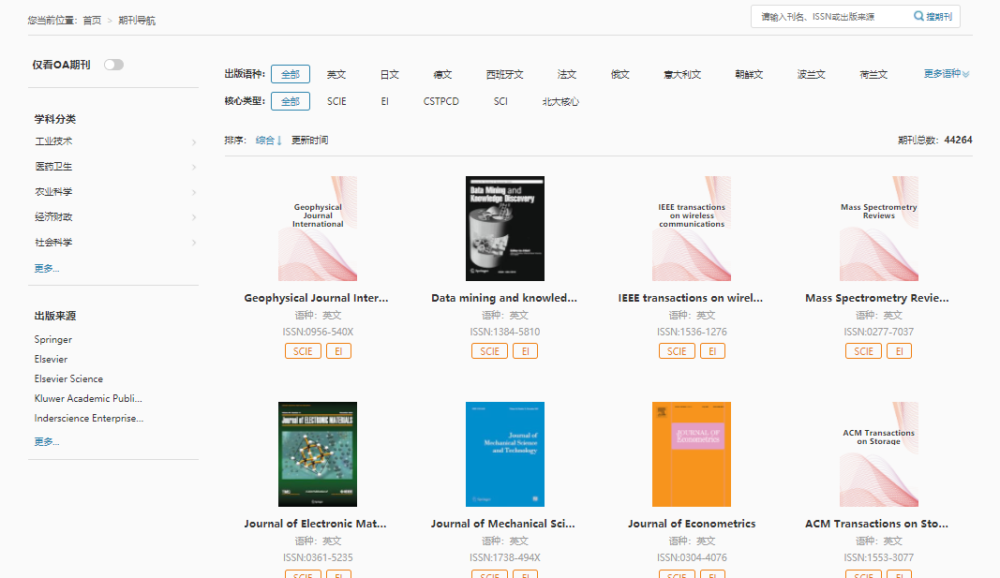 您当前位置： 首页 > 期刊导航
请输入刊名、ISSN或出版来源 搜期刊
仅看OA期刊
学科分类
工业技术
医药卫生
农业科学
经济财政
社会科学
更多...
出版来源
Springer
Elsevier
Elsevier Science
Kluwer Academic Publi...
Inderscience Enterprise...
更多...
出版语种: 全部 英文 日文 德文 西班牙文 法文 俄文 意大利文 朝鲜文 波兰文 荷兰文 更多语种
核心类型: 全部 SCIE EI CSTPCD SCI 北大核心
排序: 综合↓ 更新时间 期刊总数: 44264
Geophysical
Journal
International
Geophysical Journal Inter...
语种: 英文
ISSN:0956-540X
SCIE EI
Data Mining and
Knowledge Discovery
Springer
Data mining and knowled...
语种: 英文
ISSN:1384-5810
SCIE EI
IEEE transactions
on wireless
communications
IEEE transactions on wirel...
语种: 英文
ISSN:1536-1276
SCIE EI
Mass Spectrometry
Reviews
Mass Spectrometry Revie...
语种: 英文
ISSN:0277-7037
SCIE EI
Journal of ELECTRONIC MATERIALS
Springer
Journal of Electronic Mat...
语种: 英文
ISSN:0361-5235
SCIE EI
Journal of
Mechanical Science
and Technology
Journal of Mechanical Sci...
语种: 英文
ISSN:1738-494X
SCIE EI
JOURNAL OF
Econometrics
Journal of Econometrics
语种: 英文
ISSN:0304-4076
SCIE EI
ACM Transactions
on Storage
ACM Transactions on Sto...
语种: 英文
ISSN:1553-3077
SCIE EI